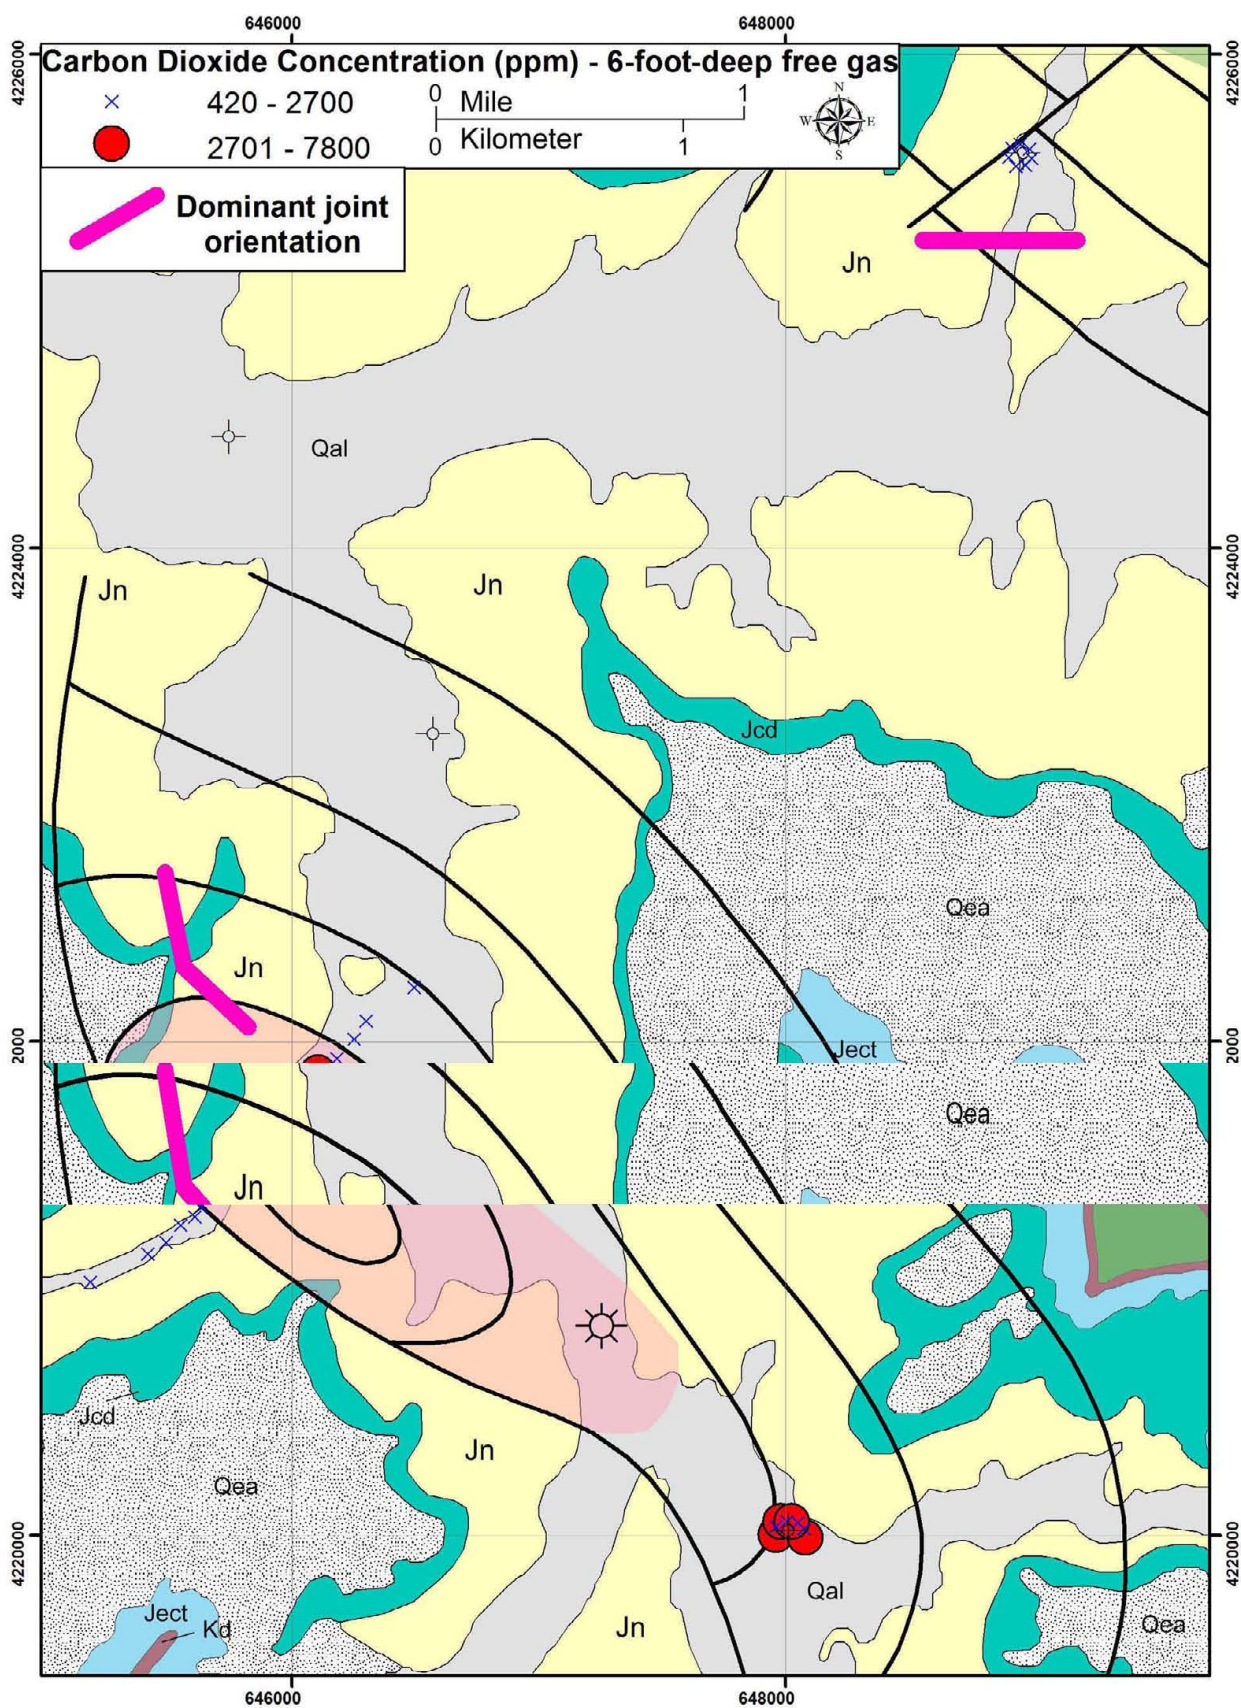 646000
648000
4226000
4226000
Carbon Dioxide Concentration (ppm) - 6-foot-deep free gas
420 - 2700
2701 - 7800
0 Mile 1
Kilometer
0 1
N
W E
S
Dominant joint
orientation
Jn
Qal
4224000
4224000
Jn
Jn
Jcd
Qea
Jn
2000
2000
Ject
Qea
Jn
Jcd
Jn
Qea
4220000
4220000
Qal
Ject
Kd
Jn
Qea
646000
648000